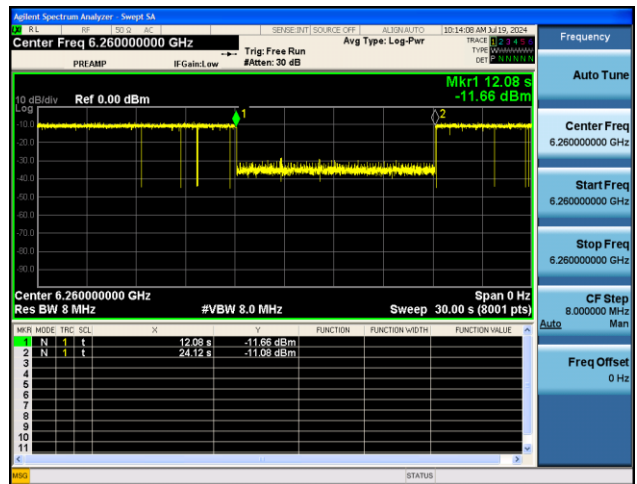 Agilent Spectrum Analyzer - Swept SA
RL RF 50 Ω AC SENSE:INT SOURCE OFF ALIGN AUTO 10:14:08 AM Jul 19, 2024
Center Freq 6.260000000 GHz Avg Type: Log-Pwr TRACE 1 2 3 4 5 6
Trig: Free Run TYPE
PREAMP IFGain:Low #Atten: 30 dB DET P N N N N N
Mkr1 12.08 s
10 dB/div Ref 0.00 dBm -11.66 dBm
Log
1 2
-10.0
-20.0
-30.0
-40.0
-50.0
-60.0
-70.0
-80.0
-90.0
Center 6.260000000 GHz Span 0 Hz
Res BW 8 MHz #VBW 8.0 MHz Sweep 30.00 s (8001 pts)
MKR MODE TRC SCL X Y FUNCTION FUNCTION WIDTH FUNCTION VALUE
1 N 1 t 12.08 s -11.66 dBm
2 N 1 t 24.12 s -11.08 dBm
3
4
5
6
7
8
9
10
11
MSG STATUS
Frequency
Auto Tune
Center Freq
6.260000000 GHz
Start Freq
6.260000000 GHz
Stop Freq
6.260000000 GHz
CF Step
8.000000 MHz
Auto Man
Freq Offset
0 Hz